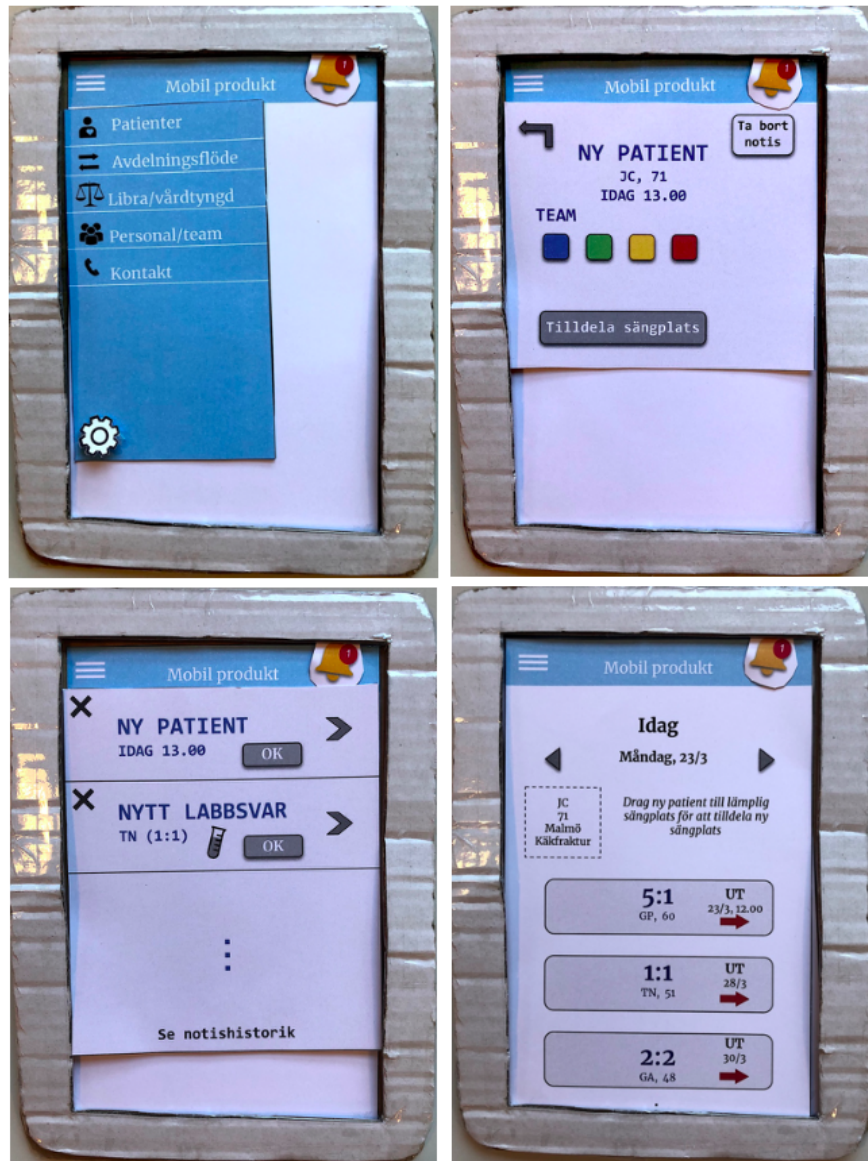 Mobil produkt
1
Patienter
Avdelningsflöde
Libra/vårdtyngd
Personal/team
Kontakt
Mobil produkt
1
Ta bort
notis
NY PATIENT
JC, 71
IDAG 13.00
TEAM
Tilldela sängplats
Mobil produkt
1
NY PATIENT
IDAG 13.00
OK
NYTT LABBSVAR
TN (1:1)
OK
Se notishistorik
Mobil produkt
1
Idag
Måndag, 23/3
JC
71
Malmö
Käkfraktur
Drag ny patient till lämplig
sängplats för att tilldela ny
sängplats
5:1
GP, 60
UT
23/3, 12.00
1:1
TN, 51
UT
28/3
2:2
GA, 48
UT
30/3